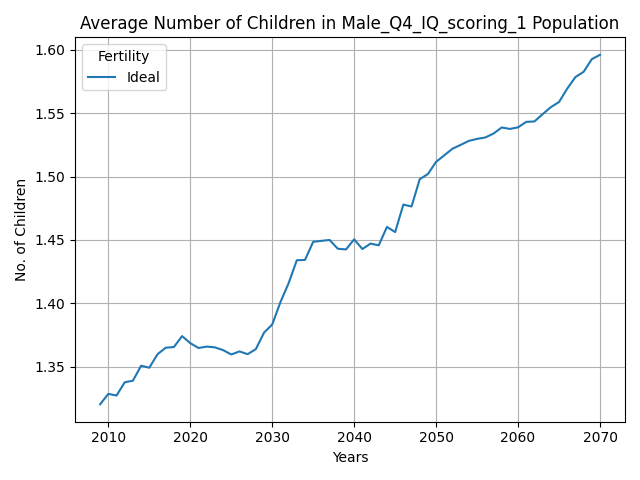 Average Number of Children in Male_Q4_IQ_scoring_1 Population
Fertility
Ideal
1.60
1.55
1.50
1.45
1.40
1.35
No. of Children
2010 2020 2030 2040 2050 2060 2070
Years